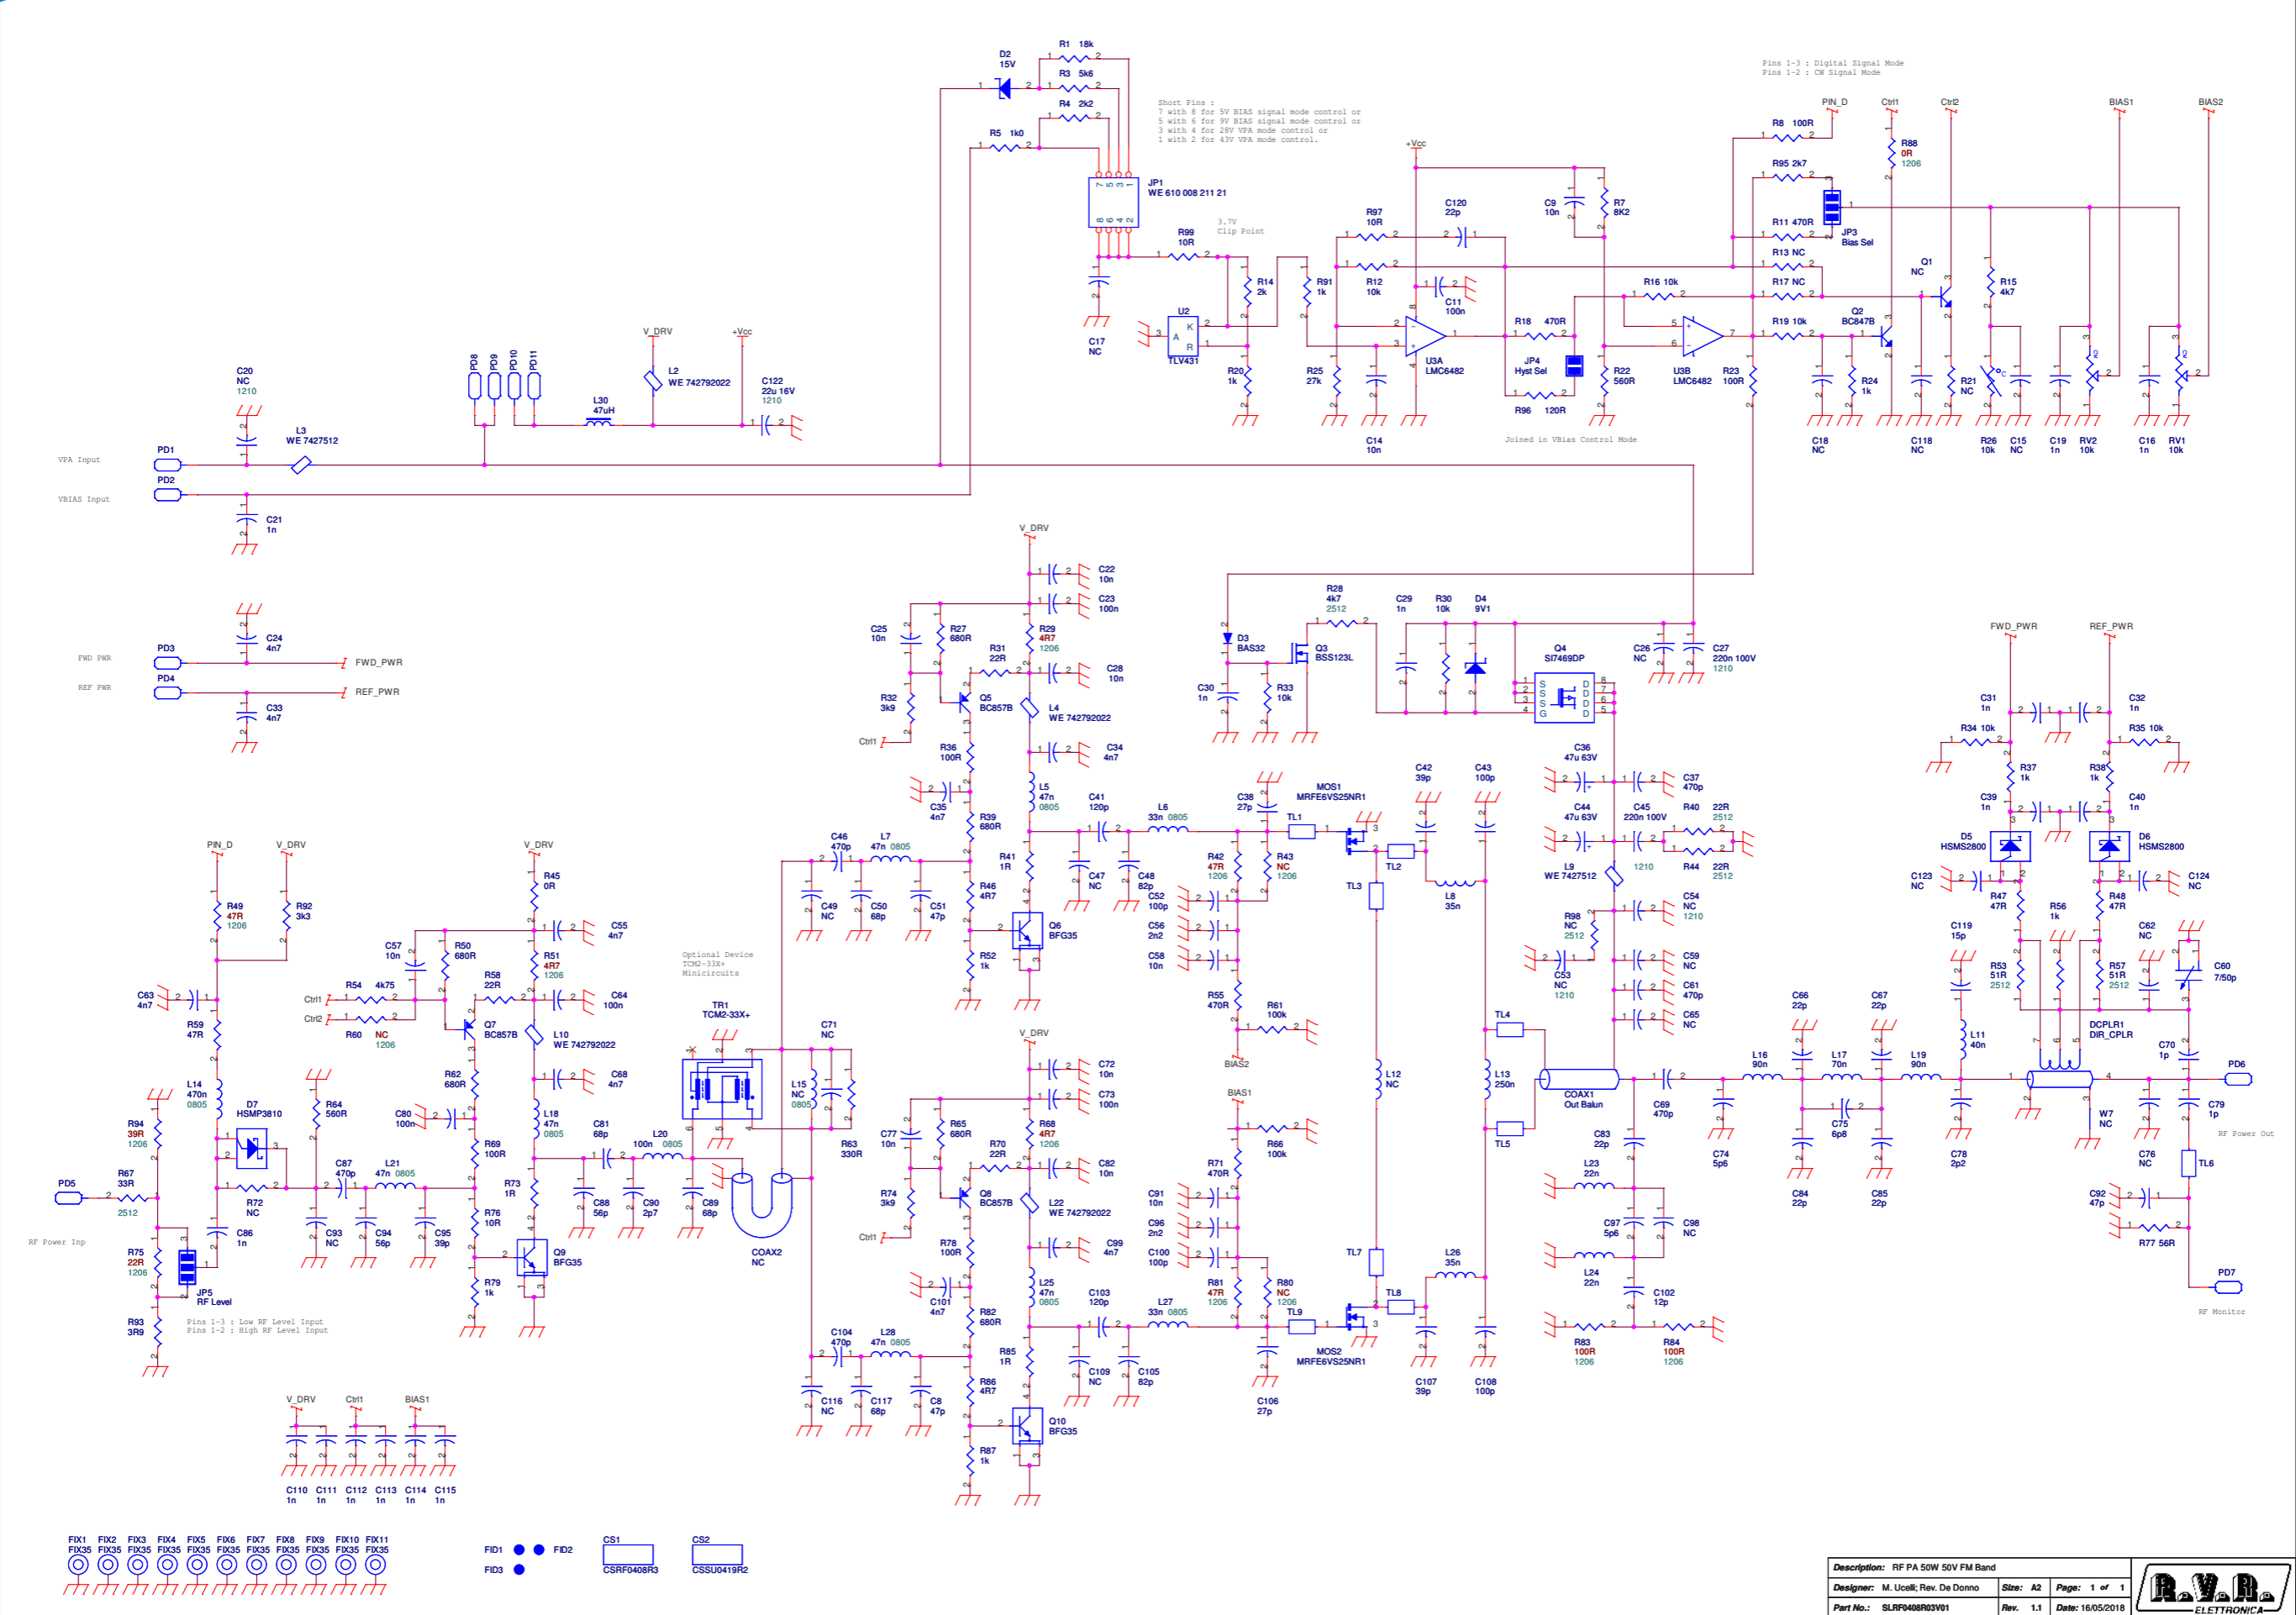 D2
15V
R1 18k
R3 5k6
R4 2k2
R5 1k0
Short Pins :
7 with 8 for 5V BIAS signal mode control or
5 with 6 for 9V BIAS signal mode control or
3 with 4 for 28V VPA mode control or
1 with 2 for 43V VPA mode control.
JP1
WE 610 008 211 21
Pins 1-3 : Digital Signal Mode
Pins 1-2 : CW Signal Mode
PIN_D
Ctrl1
Ctrl2
BIAS1
BIAS2
R8 100R
R88
0R
1206
R95 2k7
R11 470R
JP3
Bias Sel
R13 NC
R17 NC
R19 10k
+Vcc
3.7V
Clip Point
R99
10R
R97
10R
C120
22p
C9
10n
R7
8K2
C17
NC
U2
K
A
R
TLV431
R14
2k
R91
1k
R12
10k
C11
100n
R16 10k
R18 470R
JP4
Hyst Sel
U3A
LMC6482
U3B
LMC6482
R20
1k
R25
27k
R96 120R
R22
560R
R23
100R
C14
10n
Joined in VBias Control Mode
Q1
NC
Q2
BC847B
R15
4k7
R24
1k
R21
NC
C18
NC
C118
NC
R26
10k
C15
NC
C19
1n
RV2
10k
C16
1n
RV1
10k
C20
NC
1210
PD8
PD9
PD10
PD11
V_DRV
+Vcc
L2
WE 742792022
C122
22u 16V
1210
L30
47uH
L3
WE 7427512
VPA Input
PD1
PD2
VBIAS Input
C21
1n
C24
4n7
FWD PWR
PD3
FWD_PWR
REF PWR
PD4
REF_PWR
C33
4n7
V_DRV
C22
10n
C23
100n
C25
10n
R27
680R
R29
4R7
1206
R31
22R
C28
10n
R32
3k9
Q5
BC857B
L4
WE 742792022
Ctrl1
R36
100R
C34
4n7
C35
4n7
L5
47n
0805
R39
680R
C41
120p
L6
33n 0805
C38
27p
TL1
MOS1
MRFE6VS25NR1
C42
39p
C43
100p
R28
4k7
2512
C29
1n
R30
10k
D4
9V1
D3
BAS32
Q3
BSS123L
C30
1n
R33
10k
Q4
SI7469DP
S
S
S
G
D
D
D
D
C26
NC
C27
220n 100V
1210
C36
47u 63V
C37
470p
C44
47u 63V
C45
220n 100V
1210
R40 22R
2512
R44 22R
2512
L9
WE 7427512
FWD_PWR
REF_PWR
C31
1n
C32
1n
R34 10k
R35 10k
R37
1k
R38
1k
C39
1n
C40
1n
D5
HSMS2800
D6
HSMS2800
C123
NC
C124
NC
R47
47R
R48
47R
R56
1k
C119
15p
C62
NC
R53
51R
2512
R57
51R
2512
C60
7/50p
PIN_D
V_DRV
R49
47R
1206
R92
3k3
C63
4n7
R59
47R
L14
470n
0805
V_DRV
R45
0R
C55
4n7
C57
10n
R50
680R
R51
4R7
1206
R58
22R
C64
100n
Ctrl1
R54 4k75
Ctrl2
R60 NC
1206
Q7
BC857B
L10
WE 742792022
R62
680R
C68
4n7
C80
100n
L18
47n
0805
R69
100R
R94
39R
1206
D7
HSMP3810
R64
560R
R67
33R
2512
PD5
RF Power Inp
R72
NC
C87
470p
L21
47n 0805
R75
22R
1206
JP5
RF Level
C86
1n
C93
NC
C94
56p
C95
39p
R76
10R
R73
1R
R79
1k
Q9
BFG35
R93
3R9
Pins 1-3 : Low RF Level Input
Pins 1-2 : High RF Level Input
C81
68p
L20
100n 0805
C88
56p
C90
2p7
C89
68p
COAX2
NC
Optional Device
TCM2-33X+
Minicircuits
TR1
TCM2-33X+
C71
NC
L15
NC
0805
R63
330R
C46
470p
L7
47n 0805
C49
NC
C50
68p
C51
47p
R46
4R7
R41
1R
C47
NC
C48
82p
Q6
BFG35
R52
1k
R42
47R
1206
R43
NC
1206
C52
100p
C56
2n2
C58
10n
R55
470R
R61
100k
BIAS2
BIAS1
R66
100k
R71
470R
C91
10n
C96
2n2
C100
100p
R81
47R
1206
R80
NC
1206
TL2
TL3
L8
35n
L12
NC
L13
250n
TL4
TL5
TL7
L26
35n
TL8
TL9
MOS2
MRFE6VS25NR1
C107
39p
C108
100p
C106
27p
R98
NC
2512
C53
NC
1210
C54
NC
1210
C59
NC
C61
470p
C65
NC
COAX1
Out Balun
C69
470p
C74
5p6
L16
90n
C66
22p
L17
70n
C67
22p
L19
90n
C75
6p8
C84
22p
C85
22p
L11
40n
C78
2p2
DCPLR1
DIR_CPLR
W7
NC
C70
1p
PD6
C79
1p
C76
NC
RF Power Out
TL6
C92
47p
R77 56R
PD7
RF Monitor
C83
22p
L23
22n
C97
5p6
C98
NC
L24
22n
C102
12p
R83
100R
1206
R84
100R
1206
V_DRV
C72
10n
C73
100n
C77
10n
R65
680R
R68
4R7
1206
R70
22R
C82
10n
R74
3k9
Q8
BC857B
L22
WE 742792022
Ctrl1
R78
100R
C99
4n7
C101
4n7
L25
47n
0805
R82
680R
C103
120p
L27
33n 0805
C104
470p
L28
47n 0805
R85
1R
C109
NC
C105
82p
C116
NC
C117
68p
C8
47p
R86
4R7
Q10
BFG35
R87
1k
V_DRV
Ctrl1
BIAS1
C110
1n
C111
1n
C112
1n
C113
1n
C114
1n
C115
1n
FIX1 FIX2 FIX3 FIX4 FIX5 FIX6 FIX7 FIX8 FIX9 FIX10 FIX11
FIX35 FIX35 FIX35 FIX35 FIX35 FIX35 FIX35 FIX35 FIX35 FIX35 FIX35
FID1
FID2
FID3
CS1
CSRF0408R3
CS2
CSSU0419R2
Description: RF PA 50W 50V FM Band
Designer: M. Ucelli; Rev. De Donno Size: A2 Page: 1 of 1
Part No.: SLRF0408R03V01 Rev. 1.1 Date: 16/05/2018
R.V.R.
ELETTRONICA